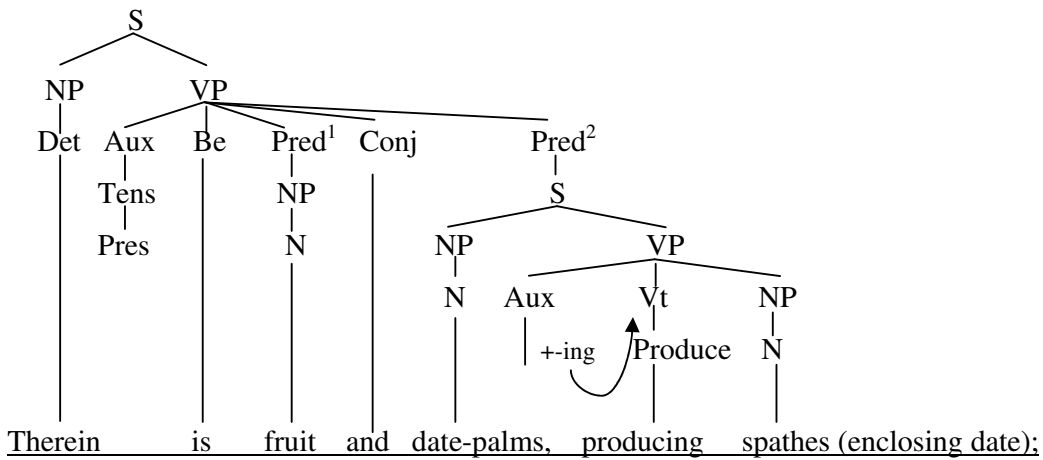 S
NP VP
Det Aux Be Pred¹ Conj Pred²
Tens NP S
Pres N NP VP
N Aux Vt NP
+-ing Produce N
Therein is fruit and date-palms, producing spathes (enclosing date);